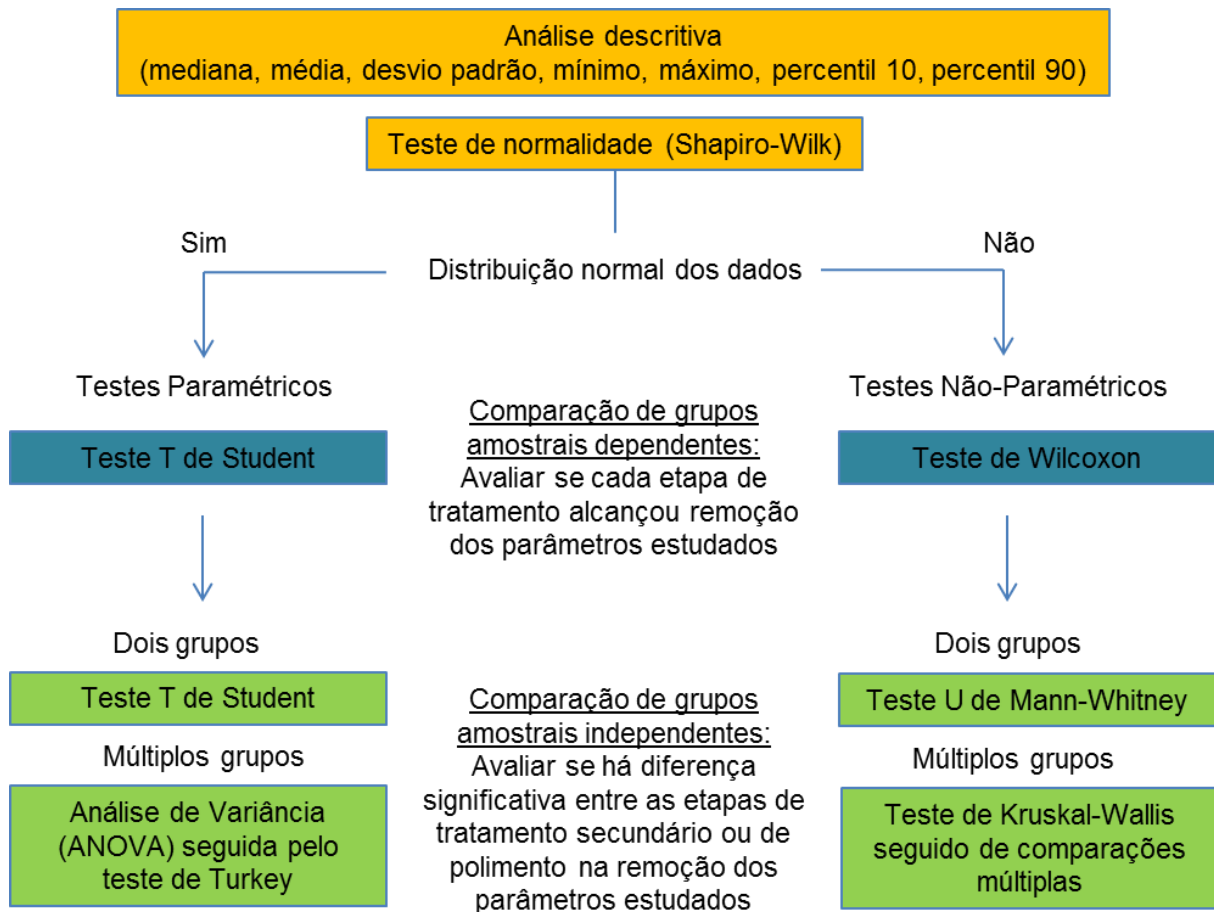 Análise descritiva
(mediana, média, desvio padrão, mínimo, máximo, percentil 10, percentil 90)
Teste de normalidade (Shapiro-Wilk)
Sim
Não
Distribuição normal dos dados
Testes Paramétricos
Teste T de Student
Comparação de grupos
amostrais dependentes:
Avaliar se cada etapa de
tratamento alcançou remoção
dos parâmetros estudados
Testes Não-Paramétricos
Teste de Wilcoxon
Dois grupos
Teste T de Student
Múltiplos grupos
Análise de Variância
(ANOVA) seguida pelo
teste de Turkey
Comparação de grupos
amostrais independentes:
Avaliar se há diferença
significativa entre as etapas de
tratamento secundário ou de
polimento na remoção dos
parâmetros estudados
Dois grupos
Teste U de Mann-Whitney
Múltiplos grupos
Teste de Kruskal-Wallis
seguido de comparações
múltiplas